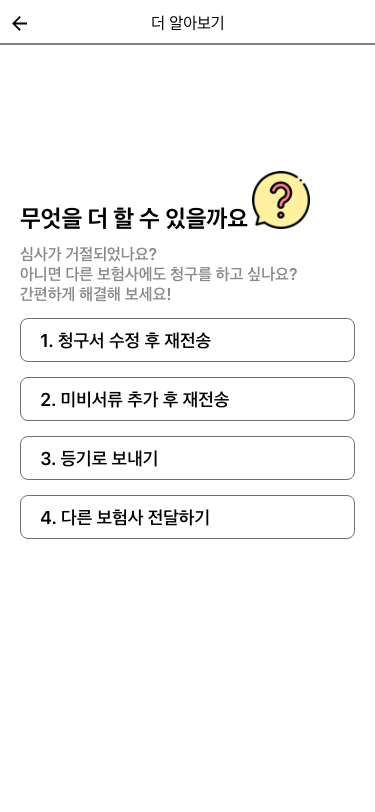 더 알아보기
무엇을 더 할 수 있을까요
심사가 거절되었나요?
아니면 다른 보험사에도 청구를 하고 싶나요?
간편하게 해결해 보세요!
1. 청구서 수정 후 재전송
2. 미비서류 추가 후 재전송
3. 등기로 보내기
4. 다른 보험사 전달하기